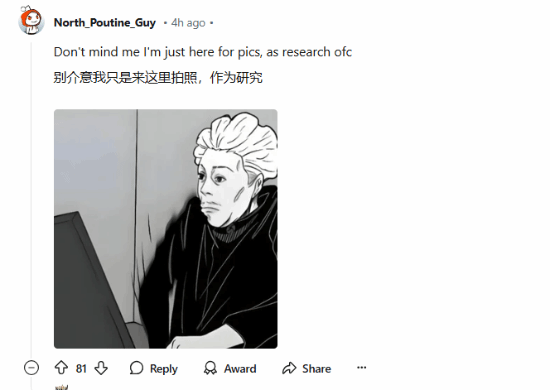 North_Poutine_Guy • 4h ago •
Don't mind me I'm just here for pics, as research ofc
别介意我只是来这里拍照，作为研究
81 Reply Award Share ...